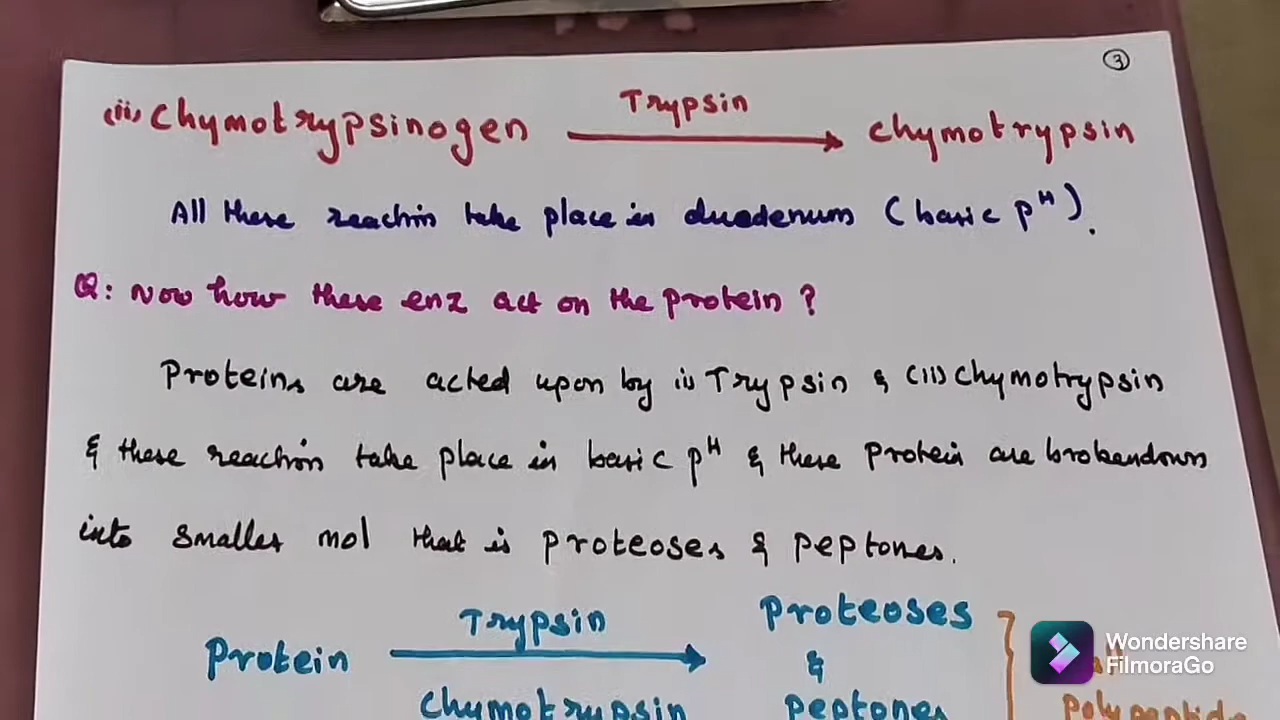 ③
(ii) Chymotrypsinogen Trypsin → chymotrypsin
All these reactin take place in duodenum (basic pH).
Q: Now how these enz act on the protein?
Proteins are acted upon by (i) Trypsin & (ii) Chymotrypsin
& these reaction take place in basic pH & these Protein are brokendown
into smaller mol that is proteoses & peptones.
Protein Trypsin → Proteoses
chymotrypsin & peptones
polypeptide
Wondershare
FilmoraGo